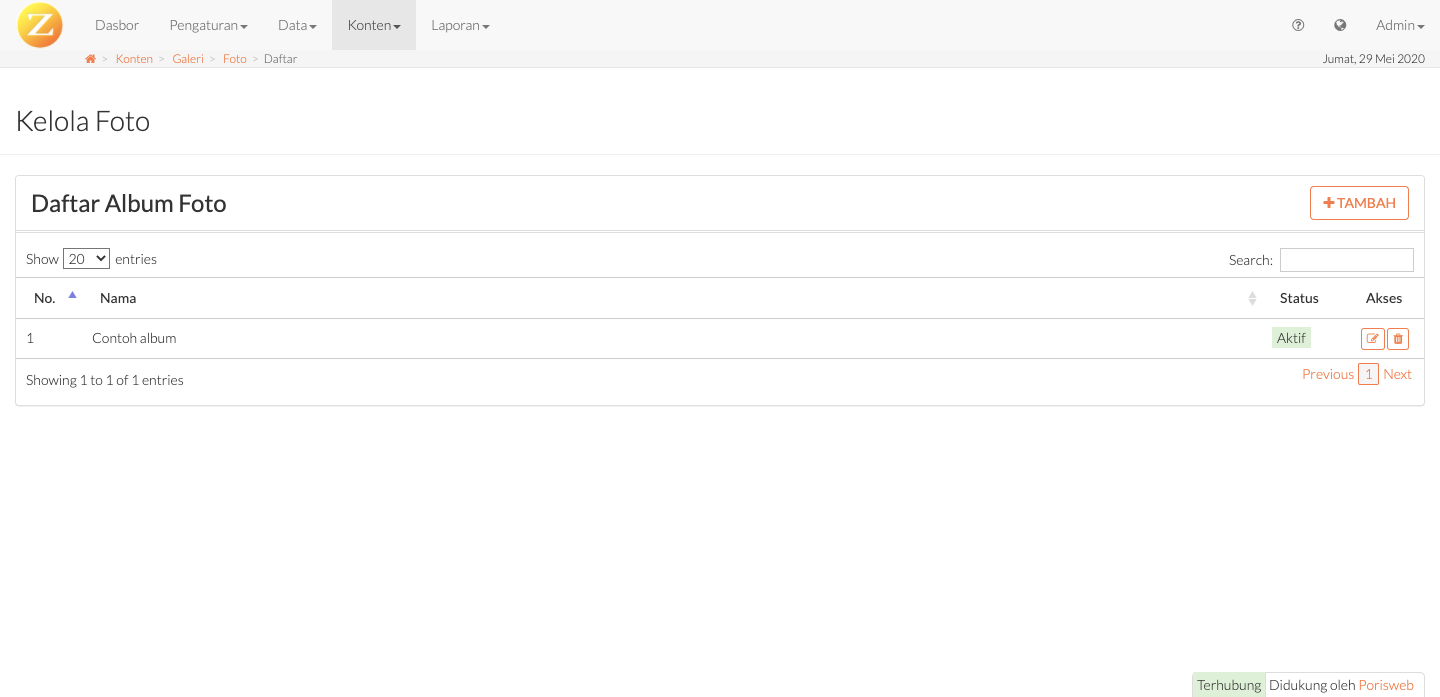 Z Dasbor Pengaturan Data Konten Laporan Admin
> Konten > Galeri > Foto > Daftar Jumat, 29 Mei 2020
Kelola Foto
Daftar Album Foto
TAMBAH
Show 20 entries Search:
No. Nama Status Akses
1 Contoh album Aktif
Showing 1 to 1 of 1 entries
Previous 1 Next
Terhubung Didukung oleh Porisweb